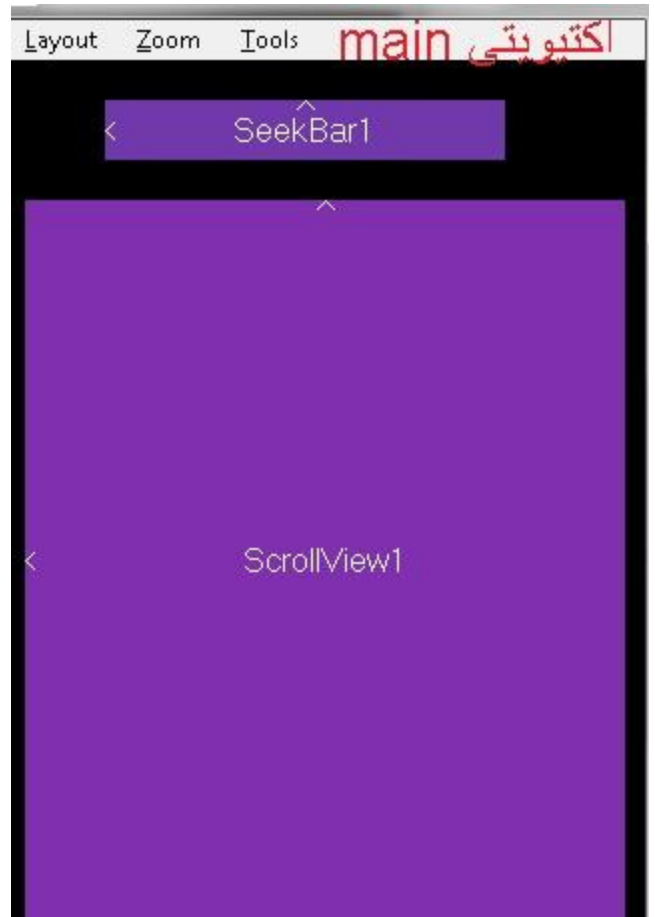 Layout Zoom Tools اکتیویتی main
SeekBar1
ScrollView1